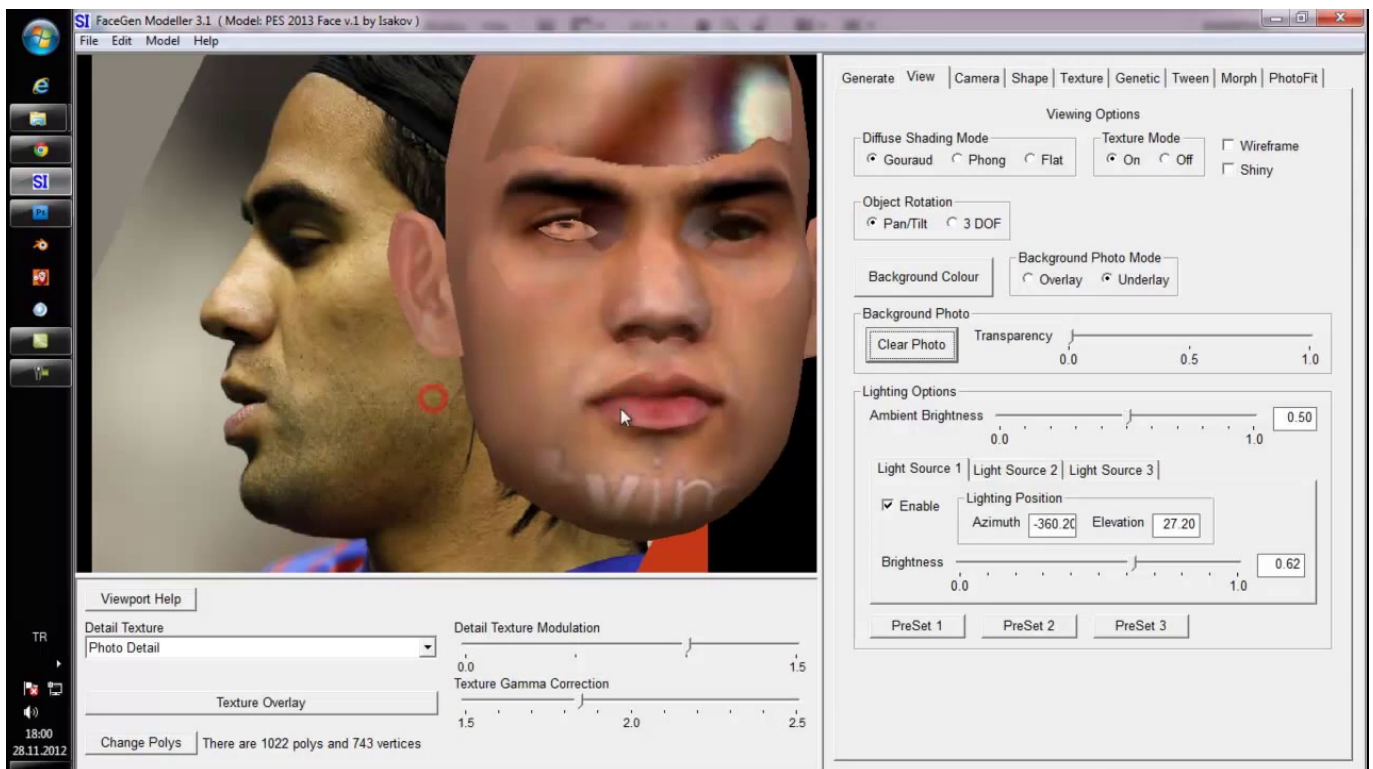 SI FaceGen Modeller 3.1 ( Model: PES 2013 Face v.1 by Isakov )
File Edit Model Help
Generate View Camera Shape Texture Genetic Tween Morph PhotoFit
Viewing Options
Diffuse Shading Mode Texture Mode
Gouraud Phong Flat On Off Wireframe
Shiny
Object Rotation
Pan/Tilt 3 DOF
Background Photo Mode
Background Colour Overlay Underlay
Background Photo
Clear Photo Transparency
0.0 0.5 1.0
Lighting Options
Ambient Brightness 0.50
0.0 1.0
Light Source 1 Light Source 2 Light Source 3
Enable Lighting Position
Azimuth -360.20 Elevation 27.20
Brightness 0.62
0.0 1.0
PreSet 1 PreSet 2 PreSet 3
Viewport Help
Detail Texture
Photo Detail
Texture Overlay
Change Polys There are 1022 polys and 743 vertices
Detail Texture Modulation
0.0 1.5
Texture Gamma Correction
1.5 2.0 2.5
SI
Ps
TR
18:00
28.11.2012